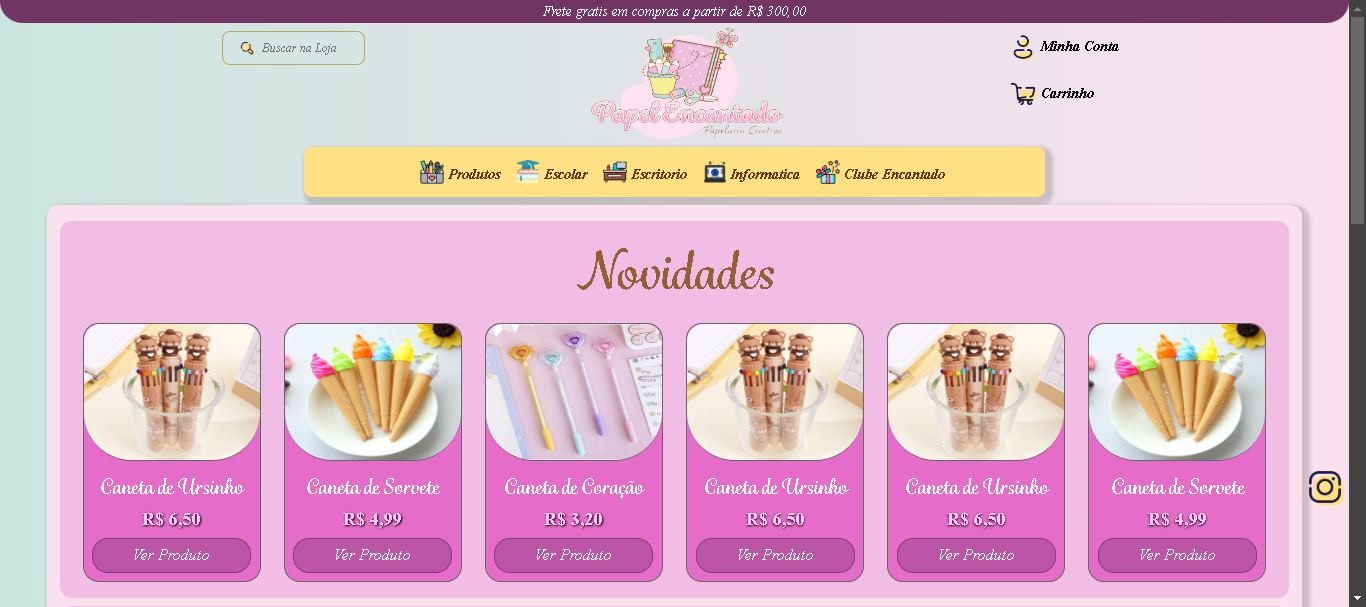 Frete gratis em compras a partir de R$ 300,00
Buscar na Loja
Papel Encantado
Papelaria Criativa
Minha Conta
Carrinho
Produtos Escolar Escritorio Informatica Clube Encantado
Novidades
Caneta de Ursinho Caneta de Sorvete Caneta de Coração Caneta de Ursinho Caneta de Ursinho Caneta de Sorvete
R$ 6,50 R$ 4,99 R$ 3,20 R$ 6,50 R$ 6,50 R$ 4,99
Ver Produto Ver Produto Ver Produto Ver Produto Ver Produto Ver Produto